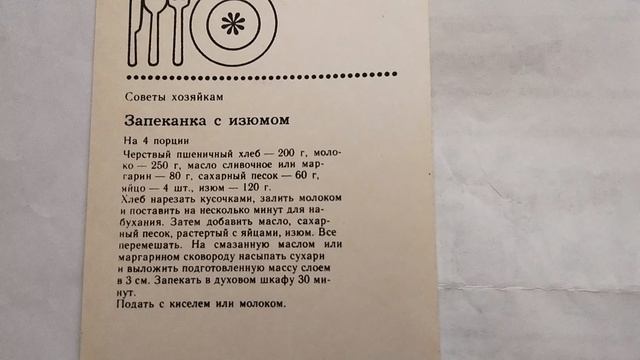 Советы хозяйкам
Запеканка с изюмом
На 4 порции
Черствый пшеничный хлеб — 200 г, моло-
ко — 250 г, масло сливочное или мар-
гарин — 80 г, сахарный песок — 60 г,
яйцо — 4 шт., изюм — 120 г.
Хлеб нарезать кусочками, залить молоком
и поставить на несколько минут для на-
бухания. Затем добавить масло, сахар-
ный песок, растертый с яйцами, изюм. Все
перемешать. На смазанную маслом или
маргарином сковороду насыпать сухари
и выложить подготовленную массу слоем
в 3 см. Запекать в духовом шкафу 30 ми-
нут.
Подать с киселем или молоком.